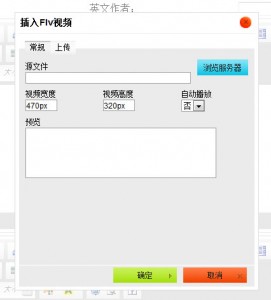 英文作者：
插入Flv视频
常规 上传
源文件
浏览服务器
视频宽度 视频高度 自动播放
470px 320px 否
预览
确定 取消